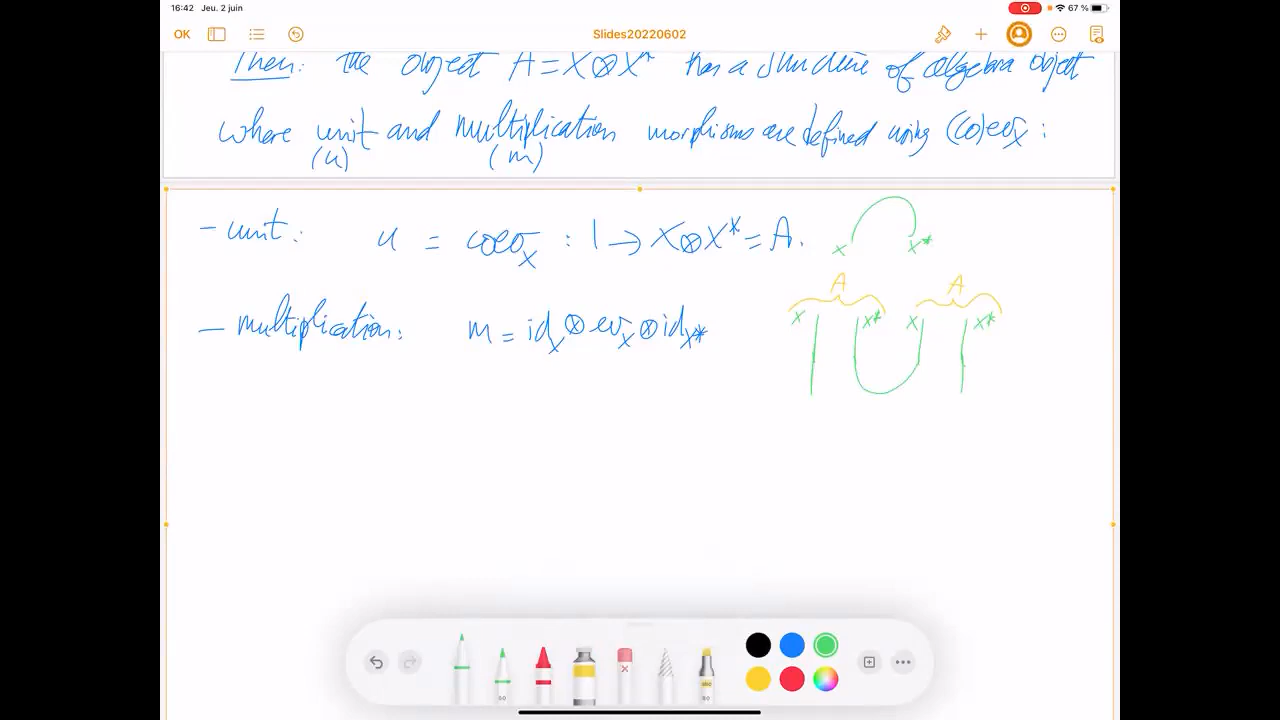 16:42 Jeu. 2 juin
67 %
OK
Slides20220602
Then: the object A = X ⊗ X* has a structure of algebra object
where unit and multiplication morphisms are defined using (co)ev_X :
(u) (m)
- unit: u = coev_X : 1 → X ⊗ X* = A.
X X*
A A
- multiplication: m = id_X ⊗ ev_X ⊗ id_X*
X X* X X*